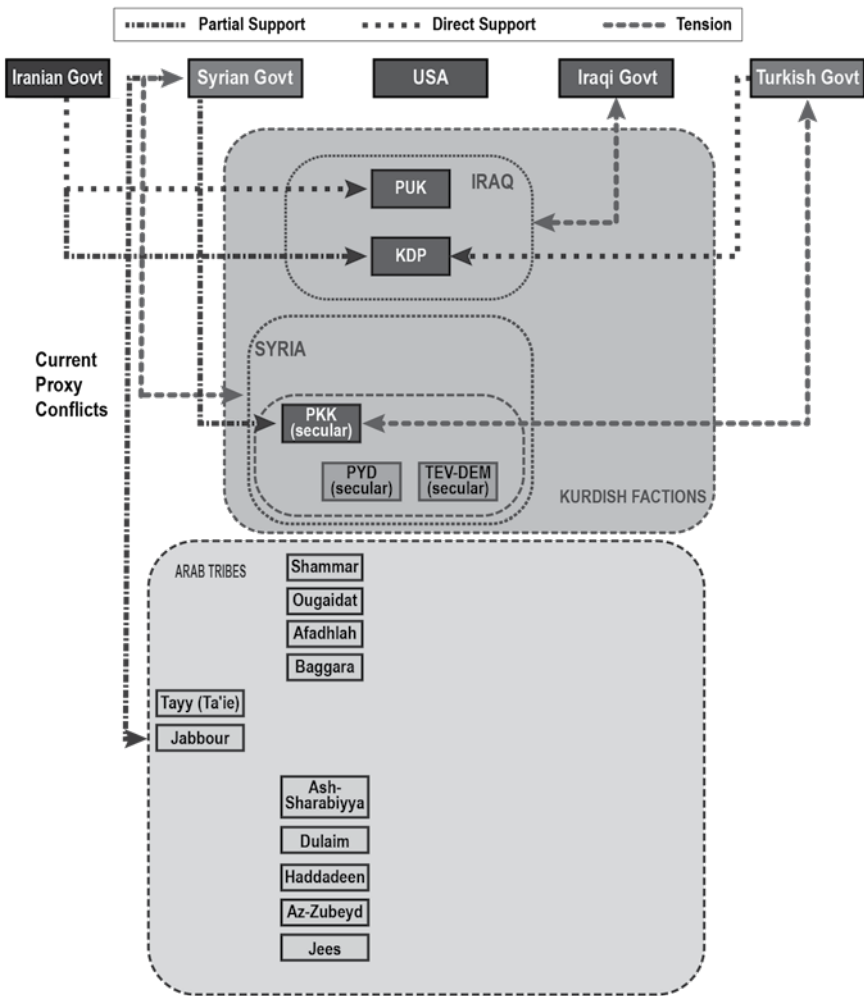 Partial Support
Direct Support
Tension
Iranian Govt
Syrian Govt
USA
Iraqi Govt
Turkish Govt
IRAQ
PUK
KDP
SYRIA
Current
Proxy
Conflicts
PKK
(secular)
PYD
(secular)
TEV-DEM
(secular)
KURDISH FACTIONS
ARAB TRIBES
Shammar
Ougaidat
Afadhlah
Baggara
Tayy (Ta'ie)
Jabbour
Ash-
Sharabiyya
Dulaim
Haddadeen
Az-Zubeyd
Jees